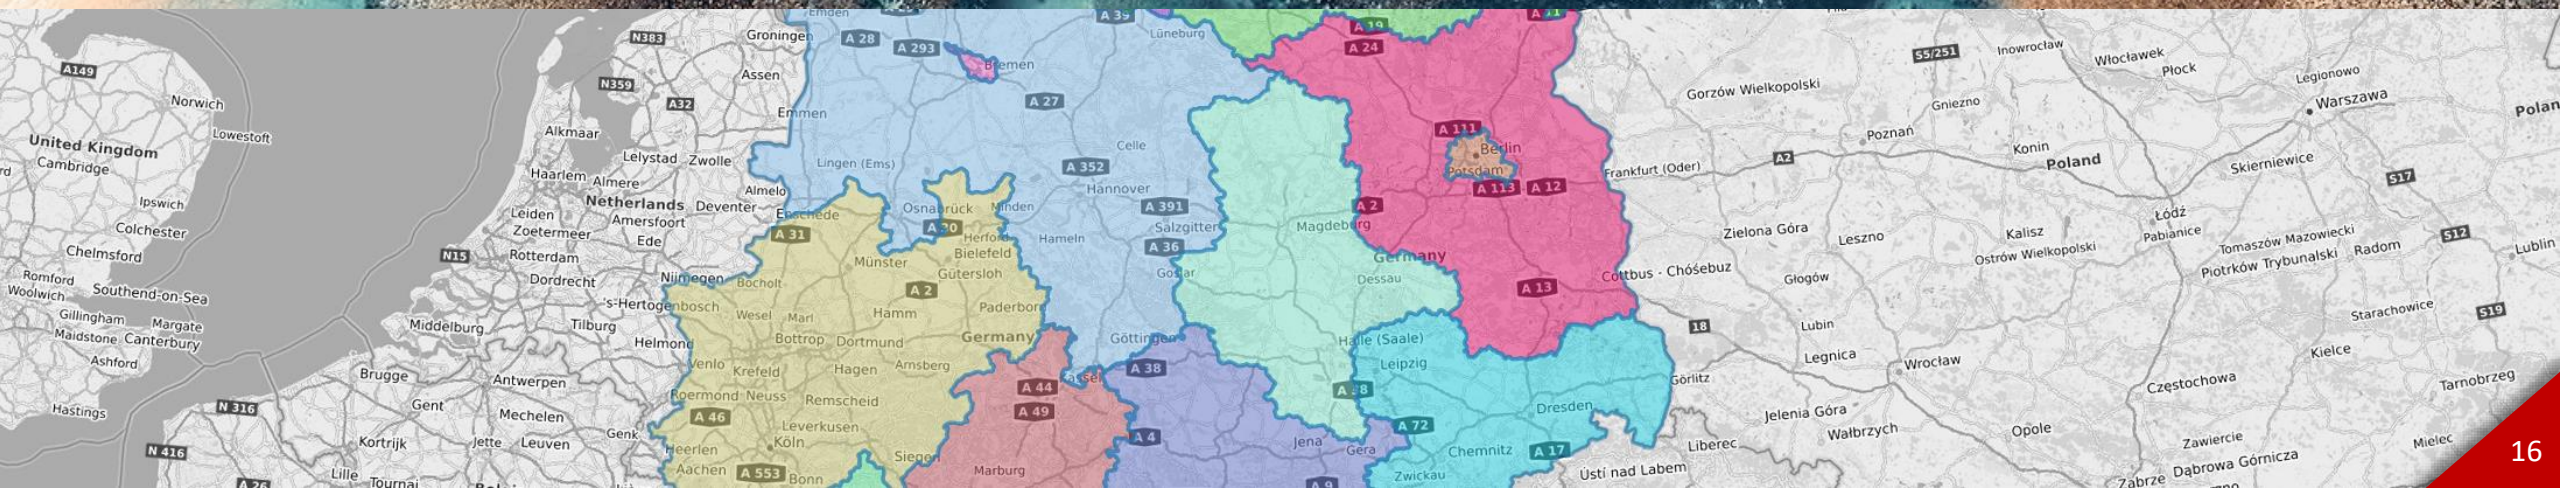 Emden
A 39
A 19
Groningen
N383
A 28
A 293
Lüneburg
A 24
Inowrocław
S5/251
Włocławek
A149
Assen
Bremen
Płock
Legionowo
N359
Gorzów Wielkopolski
Norwich
A32
A 27
Gniezno
Warszawa
Emmen
Lowestoft
Alkmaar
A 111
Poznań
United Kingdom
Celle
Berlin
Konin
Cambridge
Lelystad
Zwolle
Lingen (Ems)
A 352
A2
Poland
Skierniewice
Haarlem
Almere
Almelo
Hannover
Potsdam
Frankfurt (Oder)
S17
Ipswich
Netherlands
Deventer
A 113
A 12
Leiden
Amersfoort
Enschede
Osnabrück
Minden
A 391
A 2
Łódź
Colchester
Zoetermeer
Ede
A 31
A 30
Herford
Salzgitter
Magdeburg
Zielona Góra
Kalisz
Pabianice
S12
Chelmsford
N15
Rotterdam
Bielefeld
Hameln
A 36
Germany
Leszno
Ostrów Wielkopolski
Tomaszów Mazowiecki
Radom
Lublin
Romford
Dordrecht
Nijmegen
Münster
Gütersloh
Goslar
Dessau
Cottbus - Chóśebuz
Głogów
Piotrków Trybunalski
Woolwich
Southend-on-Sea
's-Hertogenbosch
Bocholt
A 2
Paderborn
A 13
Gillingham
Margate
Middelburg
Tilburg
Wesel
Marl
Hamm
18
Lubin
Starachowice
S19
Maidstone
Canterbury
Helmond
Bottrop
Dortmund
Germany
Göttingen
Halle (Saale)
Legnica
Wrocław
Kielce
Ashford
Brugge
Antwerpen
Venlo
Krefeld
Hagen
Arnsberg
A 38
Leipzig
Görlitz
Częstochowa
Tarnobrzeg
Hastings
N 316
Gent
Mechelen
Roermond
Neuss
Remscheid
A 44
Kassel
Dresden
Jelenia Góra
A 46
A 49
Leverkusen
A 72
Wałbrzych
Opole
Zawiercie
Mielec
N 416
Kortrijk
Jette
Leuven
Genk
Heerlen
Köln
A 4
Jena
Gera
Chemnitz
A 17
Liberec
16
Lille
Tournai
Aachen
A 553
Bonn
Siegen
Marburg
Zwickau
Ústí nad Labem
Dąbrowa Górnicza
Zabrze
A 26
A 9